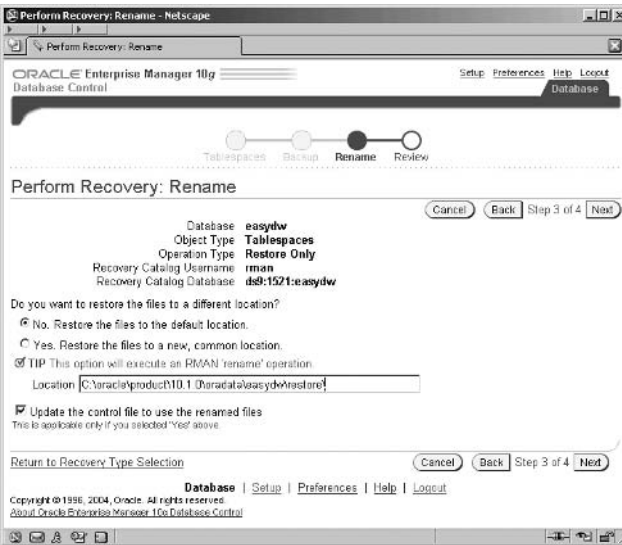 Perform Recovery: Rename - Netscape
Perform Recovery: Rename
ORACLE Enterprise Manager 10g
Database Control
Setup Preferences Help Logout
Database
Tablespaces Backup Rename Review
Perform Recovery: Rename
Cancel Back Step 3 of 4 Next
Database easydw
Object Type Tablespaces
Operation Type Restore Only
Recovery Catalog Username rman
Recovery Catalog Database ds9:1521:easydw
Do you want to restore the files to a different location?
No. Restore the files to the default location.
Yes. Restore the files to a new, common location.
TIP This option will execute an RMAN 'rename' operation.
Location C:\oracle\product\10.1.0\oradata\easydw\restore\
Update the control file to use the renamed files
This is applicable only if you selected 'Yes' above.
Return to Recovery Type Selection
Cancel Back Step 3 of 4 Next
Database | Setup | Preferences | Help | Logout
Copyright © 1996, 2004, Oracle. All rights reserved.
About Oracle Enterprise Manager 10g Database Control